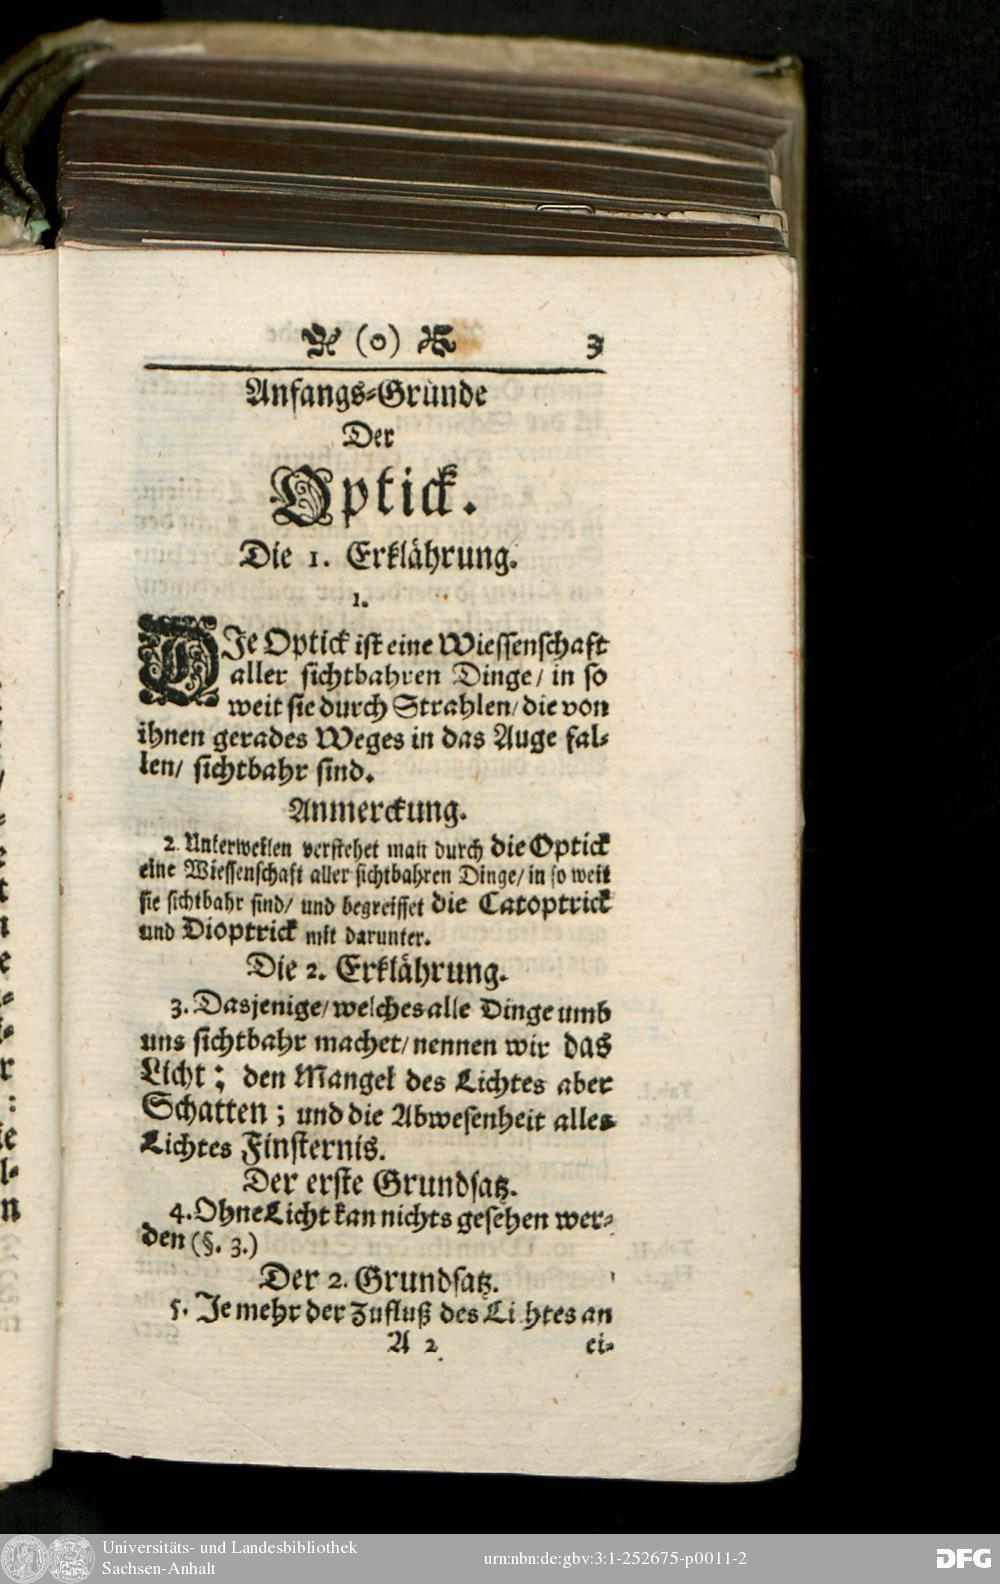 (o) 3
Anfangs-Gründe
Der
Optick.
Die 1. Erklährung.
1.
DIe Optick ist eine Wiessenschaft
aller sichtbahren Dinge/ in so
weit sie durch Strahlen/ die von
ihnen gerades Weges in das Auge fal-
len/ sichtbahr sind.
Anmerckung.
2. Unterweilen verstehet man durch die Optick
eine Wiessenschaft aller sichtbahren Dinge/ in so weit
sie sichtbahr sind/ und begreiffet die Catoptrick
und Dioptrick mit darunter.
Die 2. Erklährung.
3. Dasjenige/ welches alle Dinge umb
uns sichtbahr machet/ nennen wir das
Licht; den Mangel des Lichtes aber
Schatten; und die Abwesenheit alles
Lichtes Finsternis.
Der erste Grundsatz.
4. Ohne Licht kan nichts gesehen wer-
den (§. 3.)
Der 2. Grundsatz.
5. Je mehr der Zufluß des Lichtes an
A 2 ei-
Universitäts- und Landesbibliothek
Sachsen-Anhalt
urn:nbn:de:gbv:3:1-252675-p0011-2
DFG